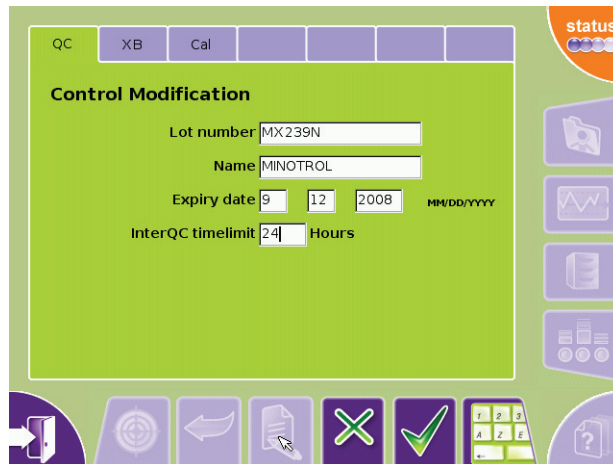 status
QC XB Cal
Control Modification
Lot number MX239N
Name MINOTROL
Expiry date 9 12 2008 MM/DD/YYYY
InterQC timelimit 24 Hours
1 2 3
A Z E
?